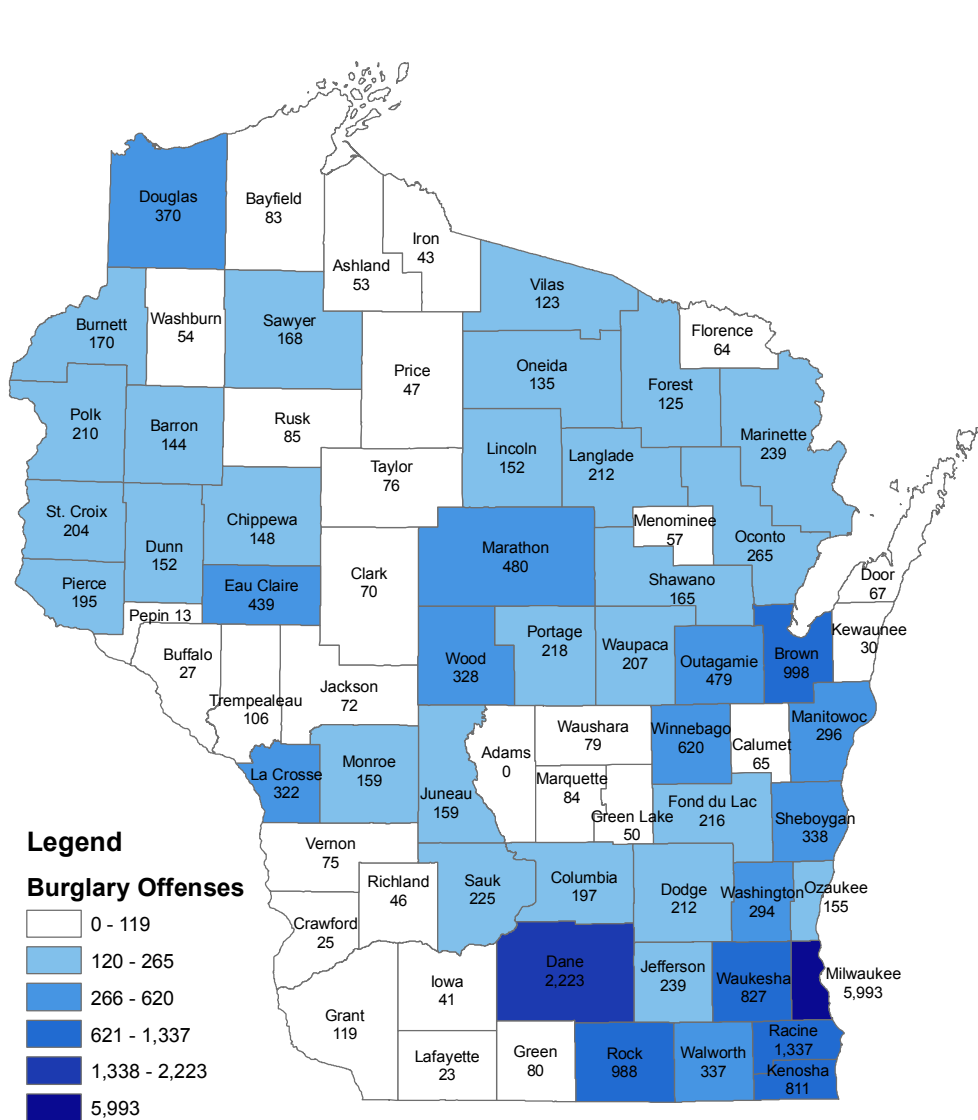 Douglas
370
Bayfield
83
Iron
43
Ashland
53
Vilas
123
Burnett
170
Washburn
54
Sawyer
168
Florence
64
Price
47
Oneida
135
Forest
125
Polk
210
Barron
144
Rusk
85
Marinette
239
Lincoln
152
Langlade
212
Taylor
76
St. Croix
204
Chippewa
148
Menominee
57
Oconto
265
Dunn
152
Marathon
480
Clark
70
Pierce
195
Eau Claire
439
Shawano
165
Door
67
Pepin 13
Kewaunee
30
Buffalo
27
Wood
328
Portage
218
Waupaca
207
Outagamie
479
Brown
998
Trempealeau
106
Jackson
72
Manitowoc
296
Waushara
79
Winnebago
620
Calumet
65
Adams
0
La Crosse
322
Monroe
159
Juneau
159
Marquette
84
Green Lake
50
Fond du Lac
216
Sheboygan
338
Vernon
75
Richland
46
Sauk
225
Columbia
197
Dodge
212
Washington
294
Ozaukee
155
Crawford
25
Dane
2,223
Jefferson
239
Waukesha
827
Milwaukee
5,993
Iowa
41
Grant
119
Lafayette
23
Green
80
Rock
988
Walworth
337
Racine
1,337
Kenosha
811
Legend
Burglary Offenses
0 - 119
120 - 265
266 - 620
621 - 1,337
1,338 - 2,223
5,993